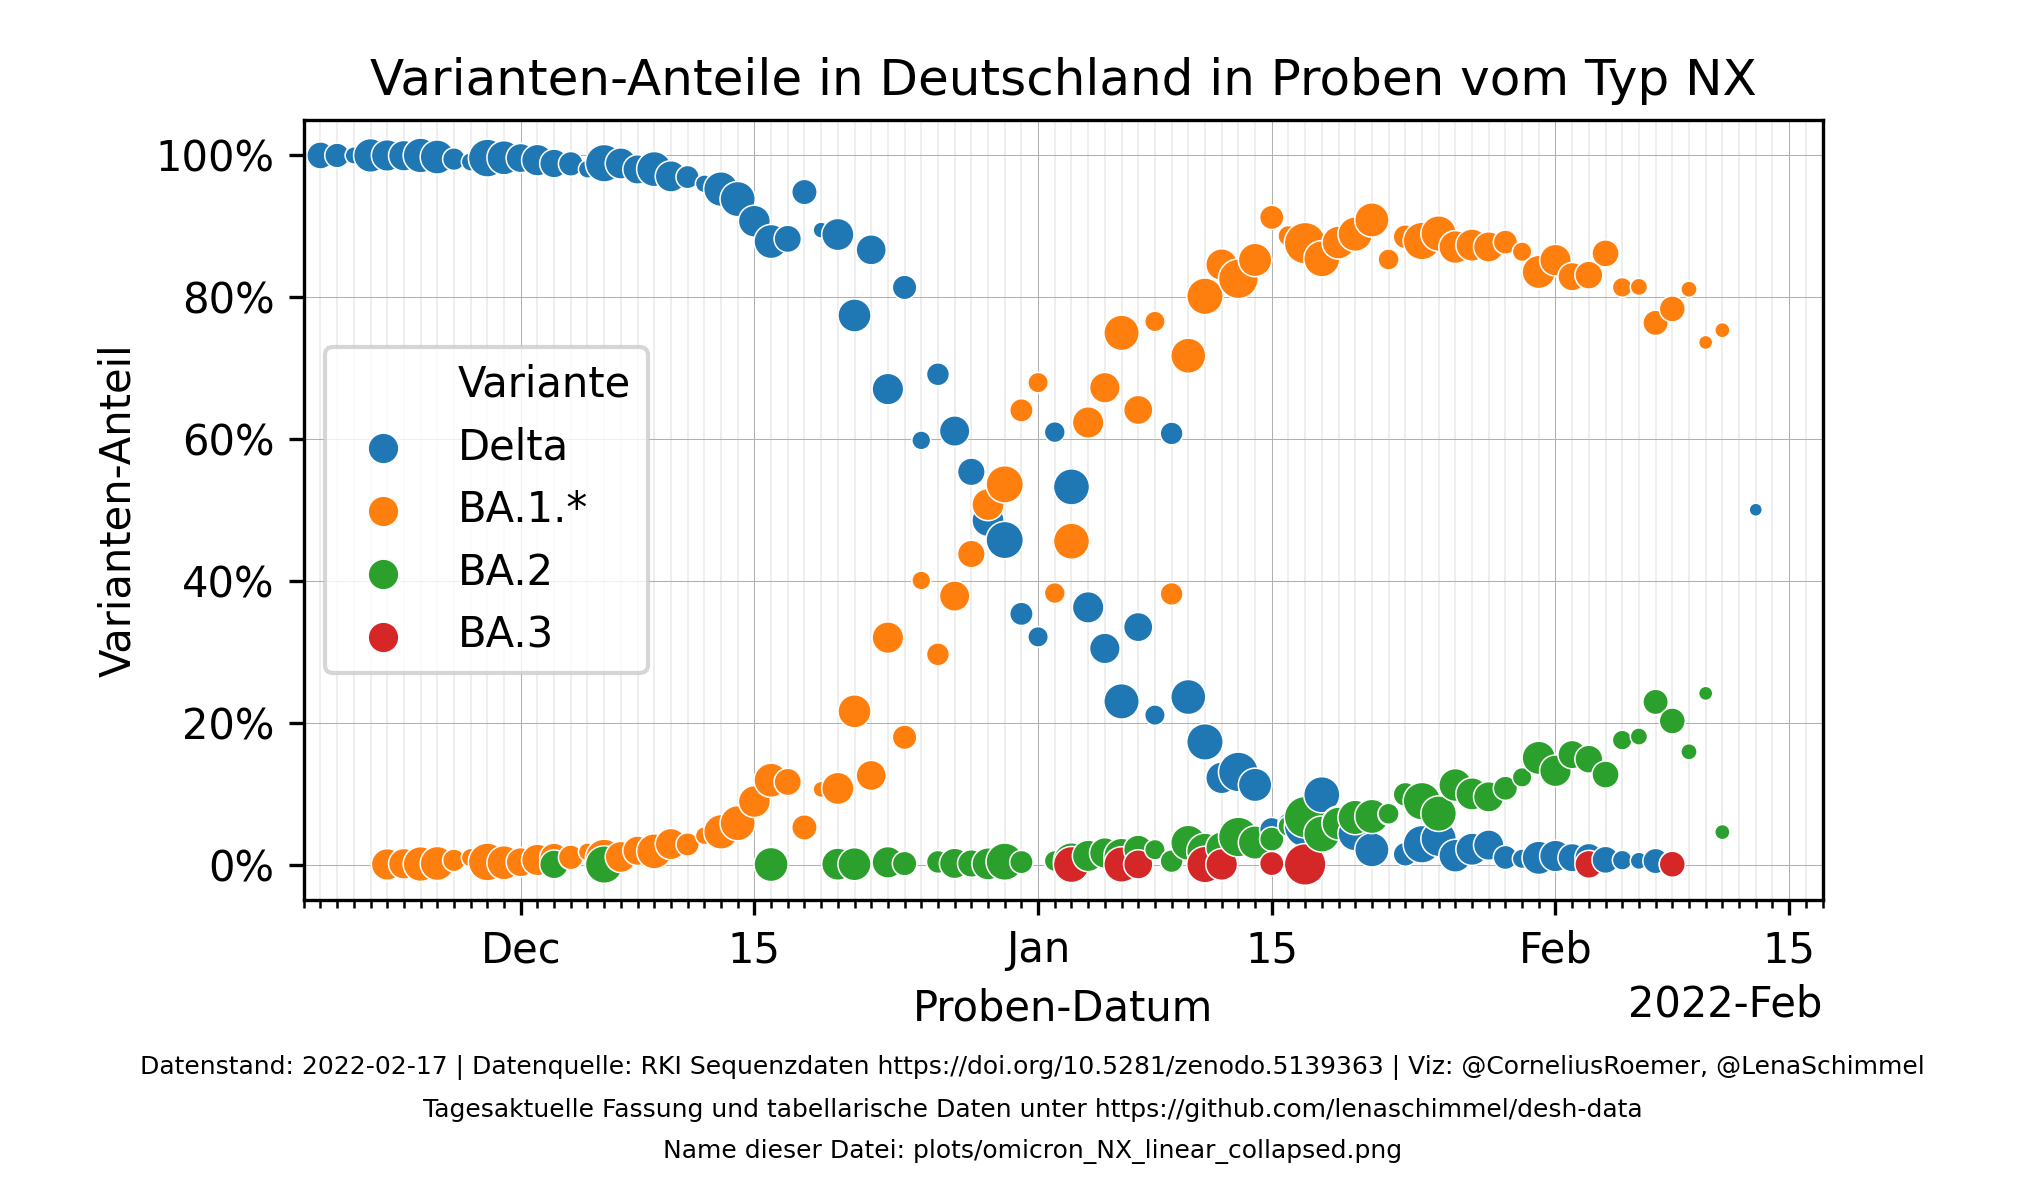 Varianten-Anteile in Deutschland in Proben vom Typ NX
100%
80%
60%
40%
20%
0%
Varianten-Anteil
Variante
Delta
BA.1.*
BA.2
BA.3
Dec 15 Jan 15 Feb 15
Proben-Datum
2022-Feb
Datenstand: 2022-02-17 | Datenquelle: RKI Sequenzdaten https://doi.org/10.5281/zenodo.5139363 | Viz: @CorneliusRoemer, @LenaSchimmel
Tagesaktuelle Fassung und tabellarische Daten unter https://github.com/lenaschimmel/desh-data
Name dieser Datei: plots/omicron_NX_linear_collapsed.png